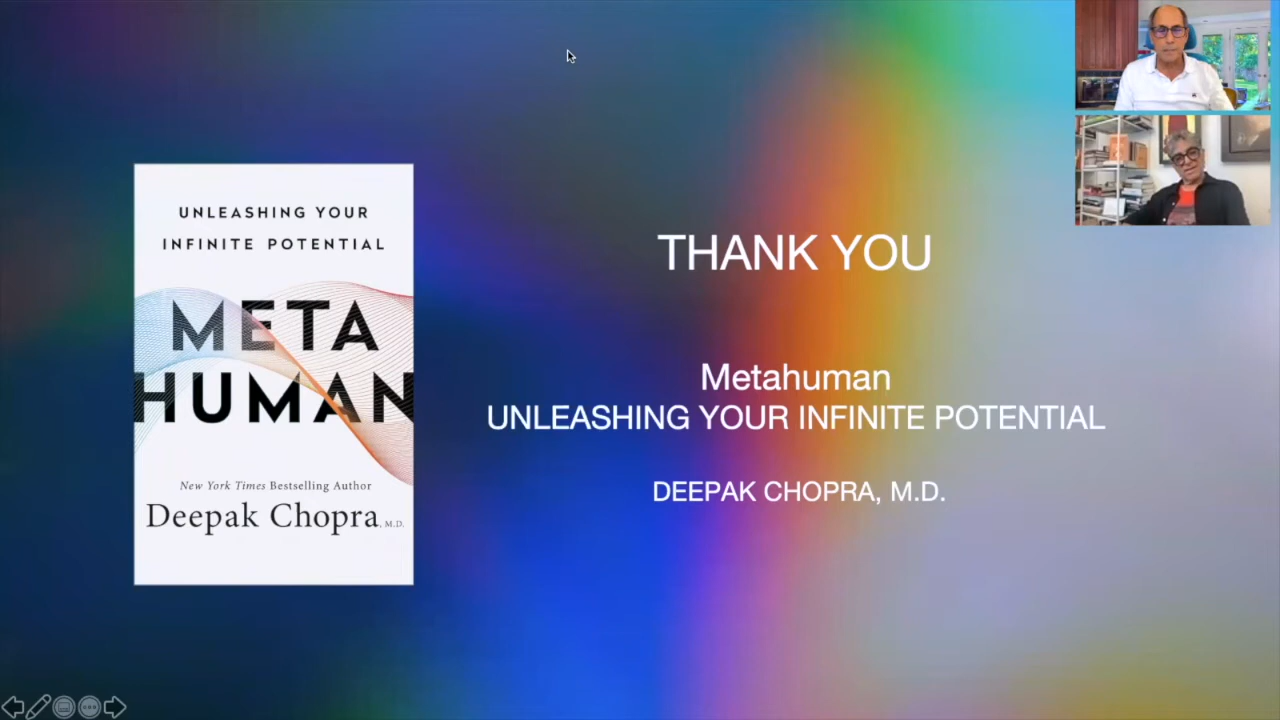 UNLEASHING YOUR
INFINITE POTENTIAL
META
HUMAN
New York Times Bestselling Author
Deepak Chopra, M.D.
THANK YOU
Metahuman
UNLEASHING YOUR INFINITE POTENTIAL
DEEPAK CHOPRA, M.D.